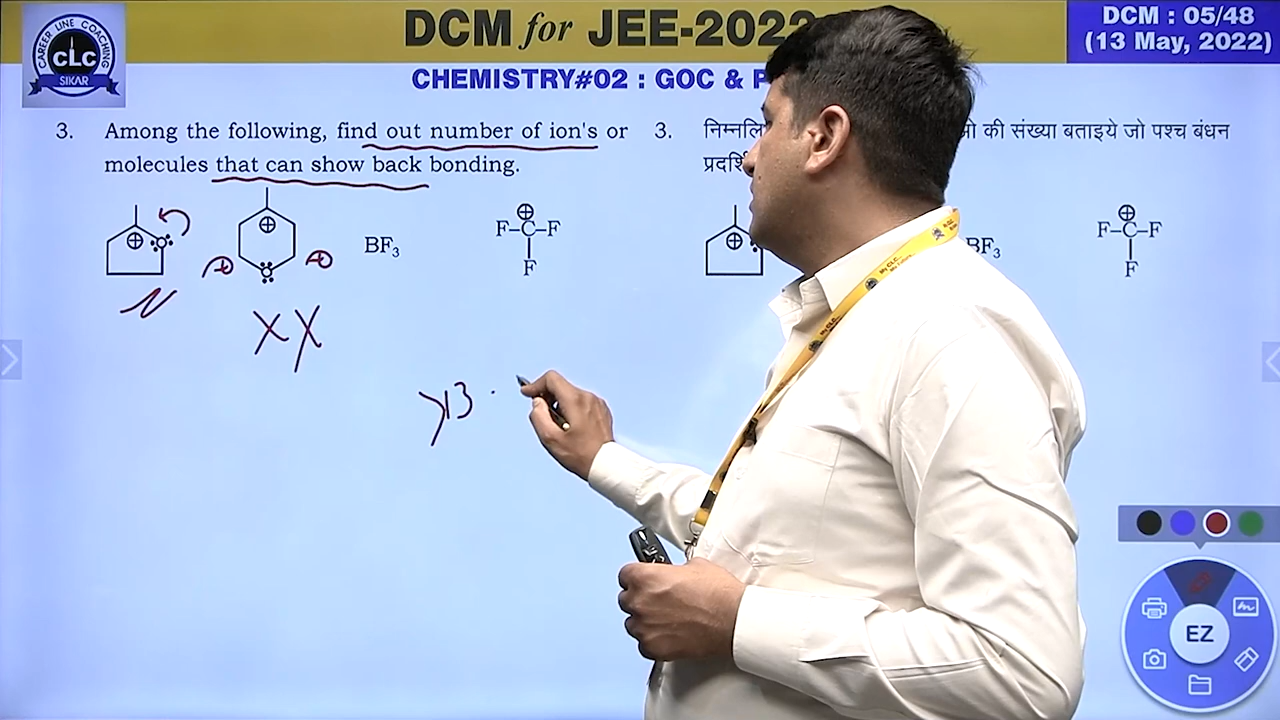 DCM for JEE-2022
DCM : 05/48
(13 May, 2022)
CAREER LINE COACHING
CLC
SIKAR
CHEMISTRY#02 : GOC & P
3. Among the following, find out number of ion's or
molecules that can show back bonding.
3. की संख्या बताइये जो पश्च बंधन
BF3
F–C–F
F
BF3
F–C–F
F
EZ